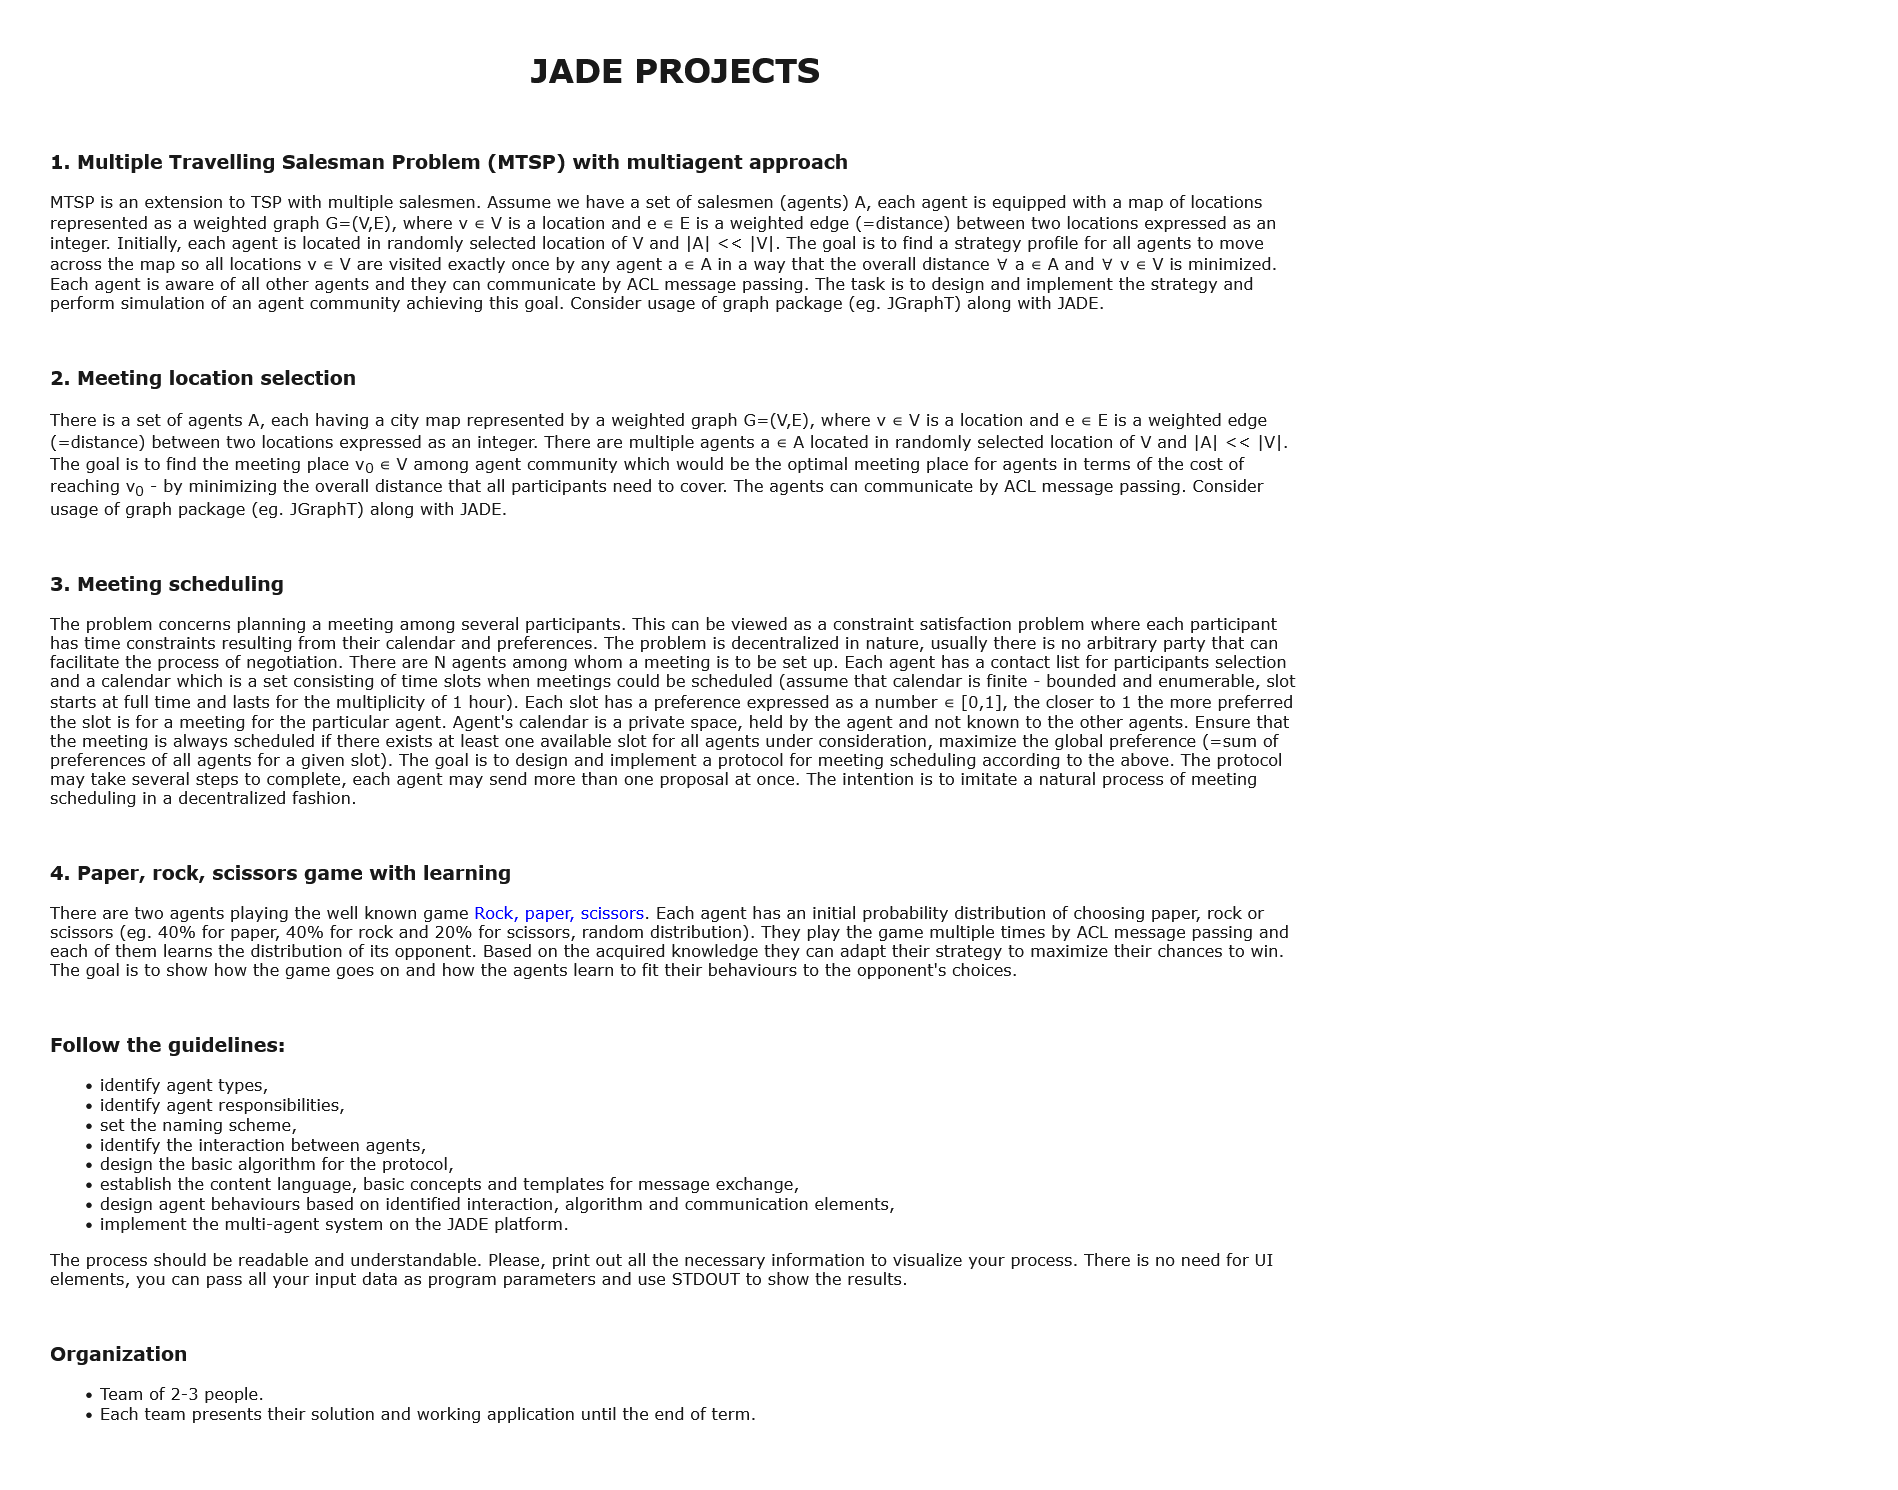 JADE PROJECTS
1. Multiple Travelling Salesman Problem (MTSP) with multiagent approach
MTSP is an extension to TSP with multiple salesmen. Assume we have a set of salesmen (agents) A, each agent is equipped with a map of locations
represented as a weighted graph G=(V,E), where v ∈ V is a location and e ∈ E is a weighted edge (=distance) between two locations expressed as an
integer. Initially, each agent is located in randomly selected location of V and |A| << |V|. The goal is to find a strategy profile for all agents to move
across the map so all locations v ∈ V are visited exactly once by any agent a ∈ A in a way that the overall distance ∀ a ∈ A and ∀ v ∈ V is minimized.
Each agent is aware of all other agents and they can communicate by ACL message passing. The task is to design and implement the strategy and
perform simulation of an agent community achieving this goal. Consider usage of graph package (eg. JGraphT) along with JADE.
2. Meeting location selection
There is a set of agents A, each having a city map represented by a weighted graph G=(V,E), where v ∈ V is a location and e ∈ E is a weighted edge
(=distance) between two locations expressed as an integer. There are multiple agents a ∈ A located in randomly selected location of V and |A| << |V|.
The goal is to find the meeting place v₀ ∈ V among agent community which would be the optimal meeting place for agents in terms of the cost of
reaching v₀ - by minimizing the overall distance that all participants need to cover. The agents can communicate by ACL message passing. Consider
usage of graph package (eg. JGraphT) along with JADE.
3. Meeting scheduling
The problem concerns planning a meeting among several participants. This can be viewed as a constraint satisfaction problem where each participant
has time constraints resulting from their calendar and preferences. The problem is decentralized in nature, usually there is no arbitrary party that can
facilitate the process of negotiation. There are N agents among whom a meeting is to be set up. Each agent has a contact list for participants selection
and a calendar which is a set consisting of time slots when meetings could be scheduled (assume that calendar is finite - bounded and enumerable, slot
starts at full time and lasts for the multiplicity of 1 hour). Each slot has a preference expressed as a number ∈ [0,1], the closer to 1 the more preferred
the slot is for a meeting for the particular agent. Agent's calendar is a private space, held by the agent and not known to the other agents. Ensure that
the meeting is always scheduled if there exists at least one available slot for all agents under consideration, maximize the global preference (=sum of
preferences of all agents for a given slot). The goal is to design and implement a protocol for meeting scheduling according to the above. The protocol
may take several steps to complete, each agent may send more than one proposal at once. The intention is to imitate a natural process of meeting
scheduling in a decentralized fashion.
4. Paper, rock, scissors game with learning
There are two agents playing the well known game Rock, paper, scissors. Each agent has an initial probability distribution of choosing paper, rock or
scissors (eg. 40% for paper, 40% for rock and 20% for scissors, random distribution). They play the game multiple times by ACL message passing and
each of them learns the distribution of its opponent. Based on the acquired knowledge they can adapt their strategy to maximize their chances to win.
The goal is to show how the game goes on and how the agents learn to fit their behaviours to the opponent's choices.
Follow the guidelines:
• identify agent types,
• identify agent responsibilities,
• set the naming scheme,
• identify the interaction between agents,
• design the basic algorithm for the protocol,
• establish the content language, basic concepts and templates for message exchange,
• design agent behaviours based on identified interaction, algorithm and communication elements,
• implement the multi-agent system on the JADE platform.
The process should be readable and understandable. Please, print out all the necessary information to visualize your process. There is no need for UI
elements, you can pass all your input data as program parameters and use STDOUT to show the results.
Organization
• Team of 2-3 people.
• Each team presents their solution and working application until the end of term.